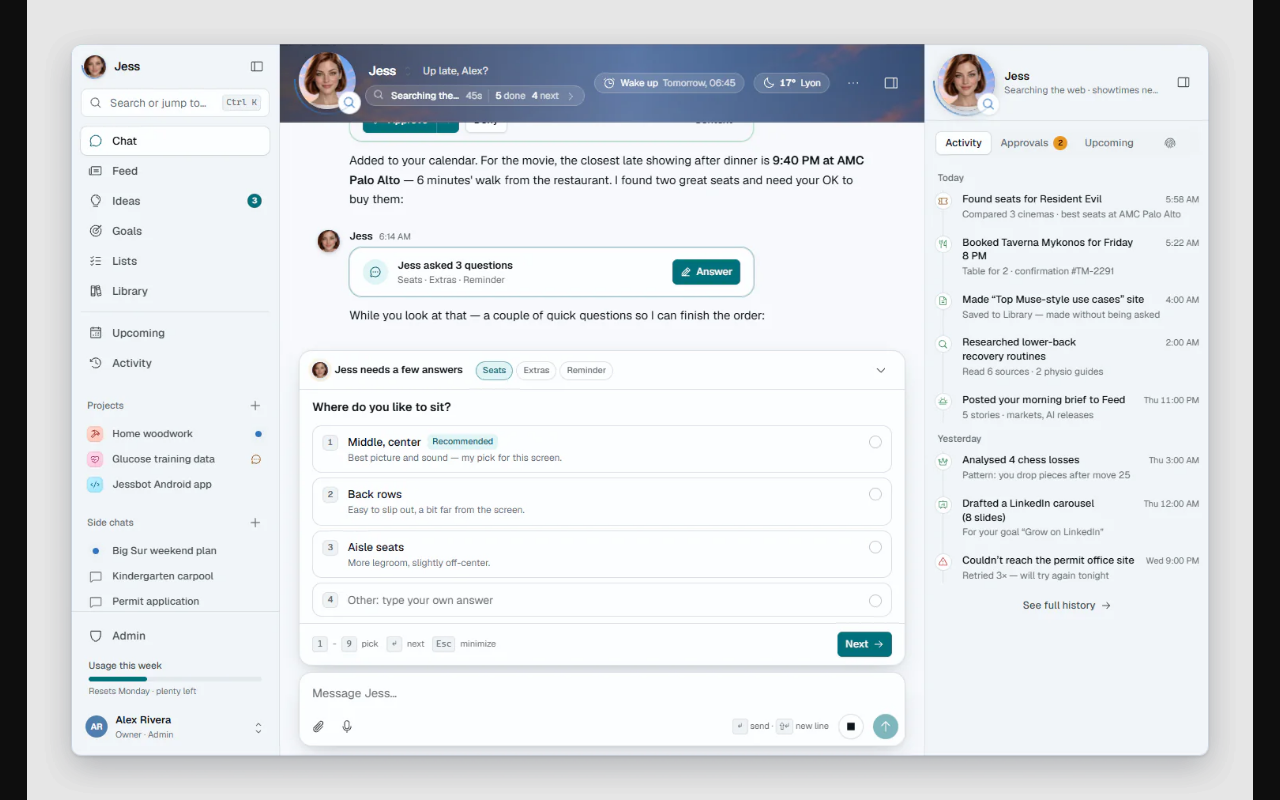 Jess
Search or jump to...
Ctrl K
Chat
Feed
Ideas
3
Goals
Lists
Library
Upcoming
Activity
Projects
Home woodwork
Glucose training data
Jessbot Android app
Side chats
Big Sur weekend plan
Kindergarten carpool
Permit application
Admin
Usage this week
Resets Monday · plenty left
AR
Alex Rivera
Owner · Admin
Jess
Up late, Alex?
Searching the... 45s 5 done 4 next
Wake up Tomorrow, 06:45
17° Lyon
Added to your calendar. For the movie, the closest late showing after dinner is 9:40 PM at AMC
Palo Alto — 6 minutes' walk from the restaurant. I found two great seats and need your OK to
buy them:
Jess 6:14 AM
Jess asked 3 questions
Seats · Extras · Reminder
Answer
While you look at that — a couple of quick questions so I can finish the order:
Jess needs a few answers
Seats
Extras
Reminder
Where do you like to sit?
1
Middle, center
Recommended
Best picture and sound — my pick for this screen.
2
Back rows
Easy to slip out, a bit far from the screen.
3
Aisle seats
More legroom, slightly off-center.
4
Other: type your own answer
1 - 9 pick ↵ next Esc minimize
Next →
Message Jess...
↵ send · ⇧↵ new line
Jess
Searching the web · showtimes ne...
Activity
Approvals 2
Upcoming
Today
Found seats for Resident Evil
5:58 AM
Compared 3 cinemas · best seats at AMC Palo Alto
Booked Taverna Mykonos for Friday
8 PM
5:22 AM
Table for 2 · confirmation #TM-2291
Made “Top Muse-style use cases” site
4:00 AM
Saved to Library — made without being asked
Researched lower-back
recovery routines
2:00 AM
Read 6 sources · 2 physio guides
Posted your morning brief to Feed
Thu 11:00 PM
5 stories · markets, AI releases
Yesterday
Analysed 4 chess losses
Thu 3:00 AM
Pattern: you drop pieces after move 25
Drafted a LinkedIn carousel
(8 slides)
Thu 12:00 AM
For your goal “Grow on LinkedIn”
Couldn’t reach the permit office site
Wed 9:00 PM
Retried 3× — will try again tonight
See full history →